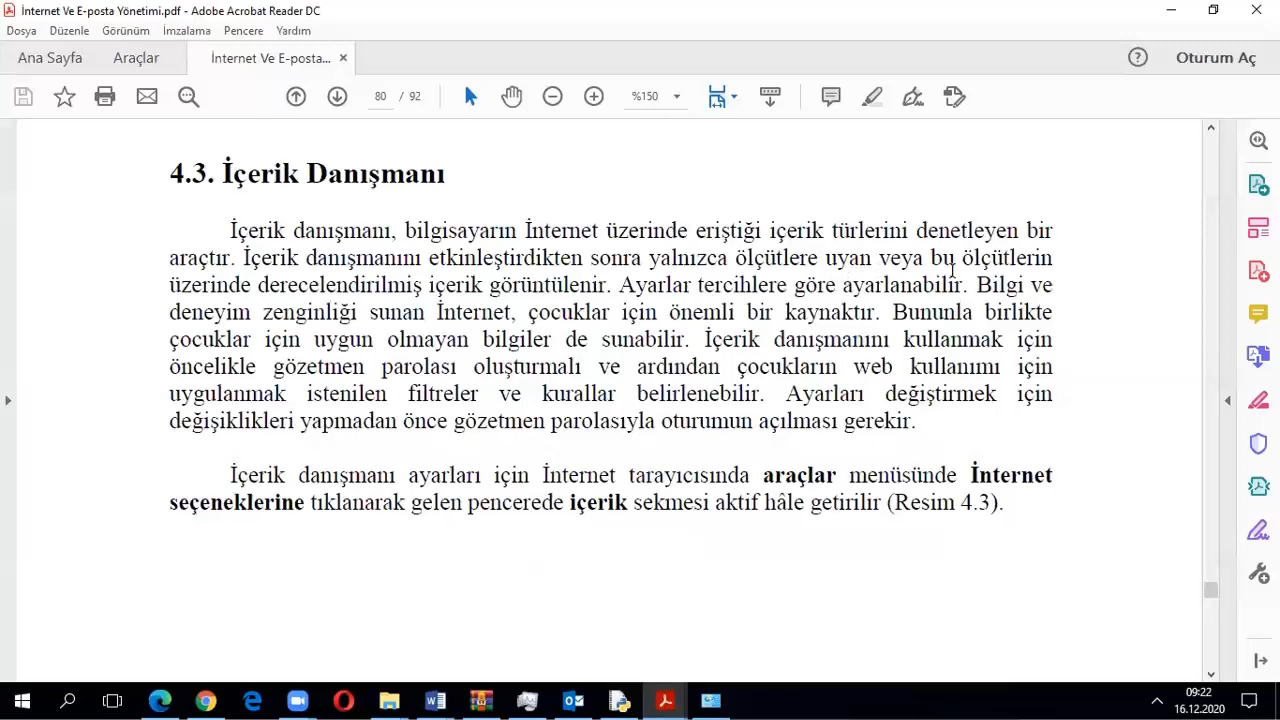 İnternet Ve E-posta Yönetimi.pdf - Adobe Acrobat Reader DC
Dosya Düzenle Görünüm İmzalama Pencere Yardım
Ana Sayfa Araçlar İnternet Ve E-posta... × Oturum Aç
80 / 92 %150
4.3. İçerik Danışmanı
İçerik danışmanı, bilgisayarın İnternet üzerinde eriştiği içerik türlerini denetleyen bir
araçtır. İçerik danışmanını etkinleştirdikten sonra yalnızca ölçütlere uyan veya bu ölçütlerin
üzerinde derecelendirilmiş içerik görüntülenir. Ayarlar tercihlere göre ayarlanabilir. Bilgi ve
deneyim zenginliği sunan İnternet, çocuklar için önemli bir kaynaktır. Bununla birlikte
çocuklar için uygun olmayan bilgiler de sunabilir. İçerik danışmanını kullanmak için
öncelikle gözetmen parolası oluşturmalı ve ardından çocukların web kullanımı için
uygulanmak istenilen filtreler ve kurallar belirlenebilir. Ayarları değiştirmek için
değişiklikleri yapmadan önce gözetmen parolasıyla oturumun açılması gerekir.
İçerik danışmanı ayarları için İnternet tarayıcısında araçlar menüsünde İnternet
seçeneklerine tıklanarak gelen pencerede içerik sekmesi aktif hâle getirilir (Resim 4.3).
09:22
16.12.2020